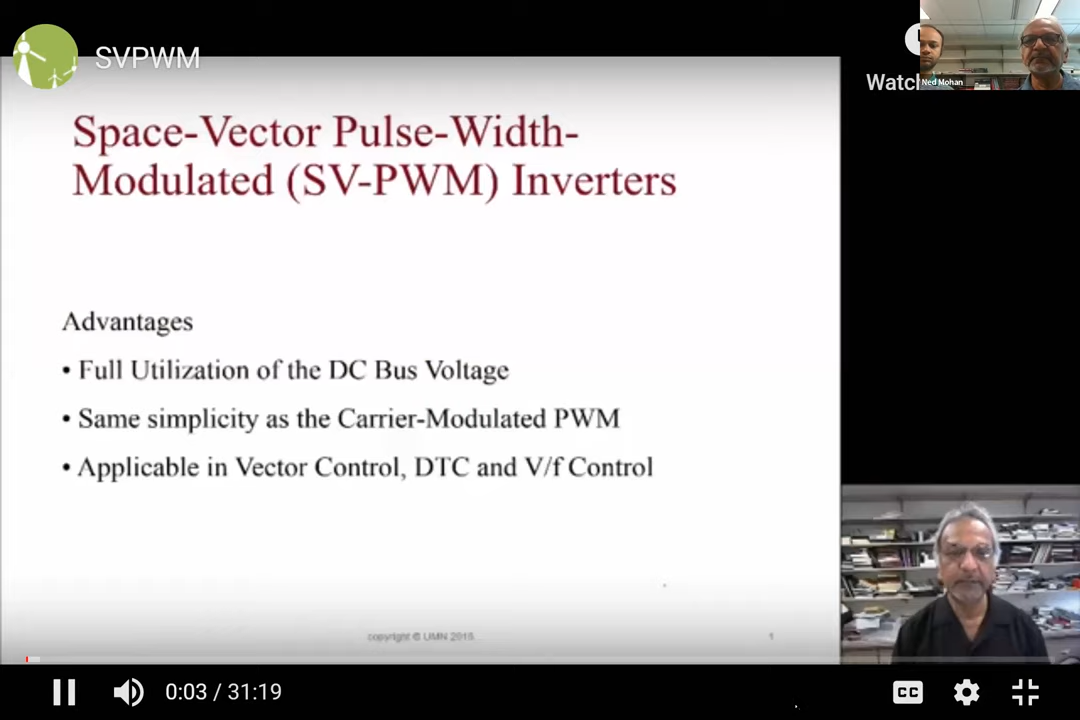 SVPWM
Watch
Ned Mohan
Space-Vector Pulse-Width-
Modulated (SV-PWM) Inverters
Advantages
• Full Utilization of the DC Bus Voltage
• Same simplicity as the Carrier-Modulated PWM
• Applicable in Vector Control, DTC and V/f Control
copyright © UMN 2015
1
0:03 / 31:19
CC